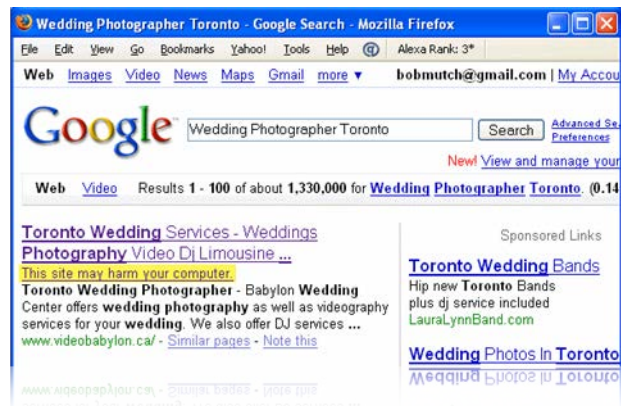 Wedding Photographer Toronto - Google Search - Mozilla Firefox
File Edit View Go Bookmarks Yahoo! Tools Help @ Alexa Rank: 3*
Web Images Video News Maps Gmail more ▼ bobmutch@gmail.com | My Accou
Google Wedding Photographer Toronto Search Advanced Se
Preferences
New! View and manage your
Web Video Results 1 - 100 of about 1,330,000 for Wedding Photographer Toronto. (0.14
Toronto Wedding Services - Weddings
Photography Video Dj Limousine ...
This site may harm your computer.
Toronto Wedding Photographer - Babylon Wedding
Center offers wedding photography as well as videography
services for your wedding. We also offer DJ services ...
www.videobabylon.ca/ - Similar pages - Note this
Sponsored Links
Toronto Wedding Bands
Hip new Toronto Bands
plus dj service included
LauraLynnBand.com
Wedding Photos In Toronto